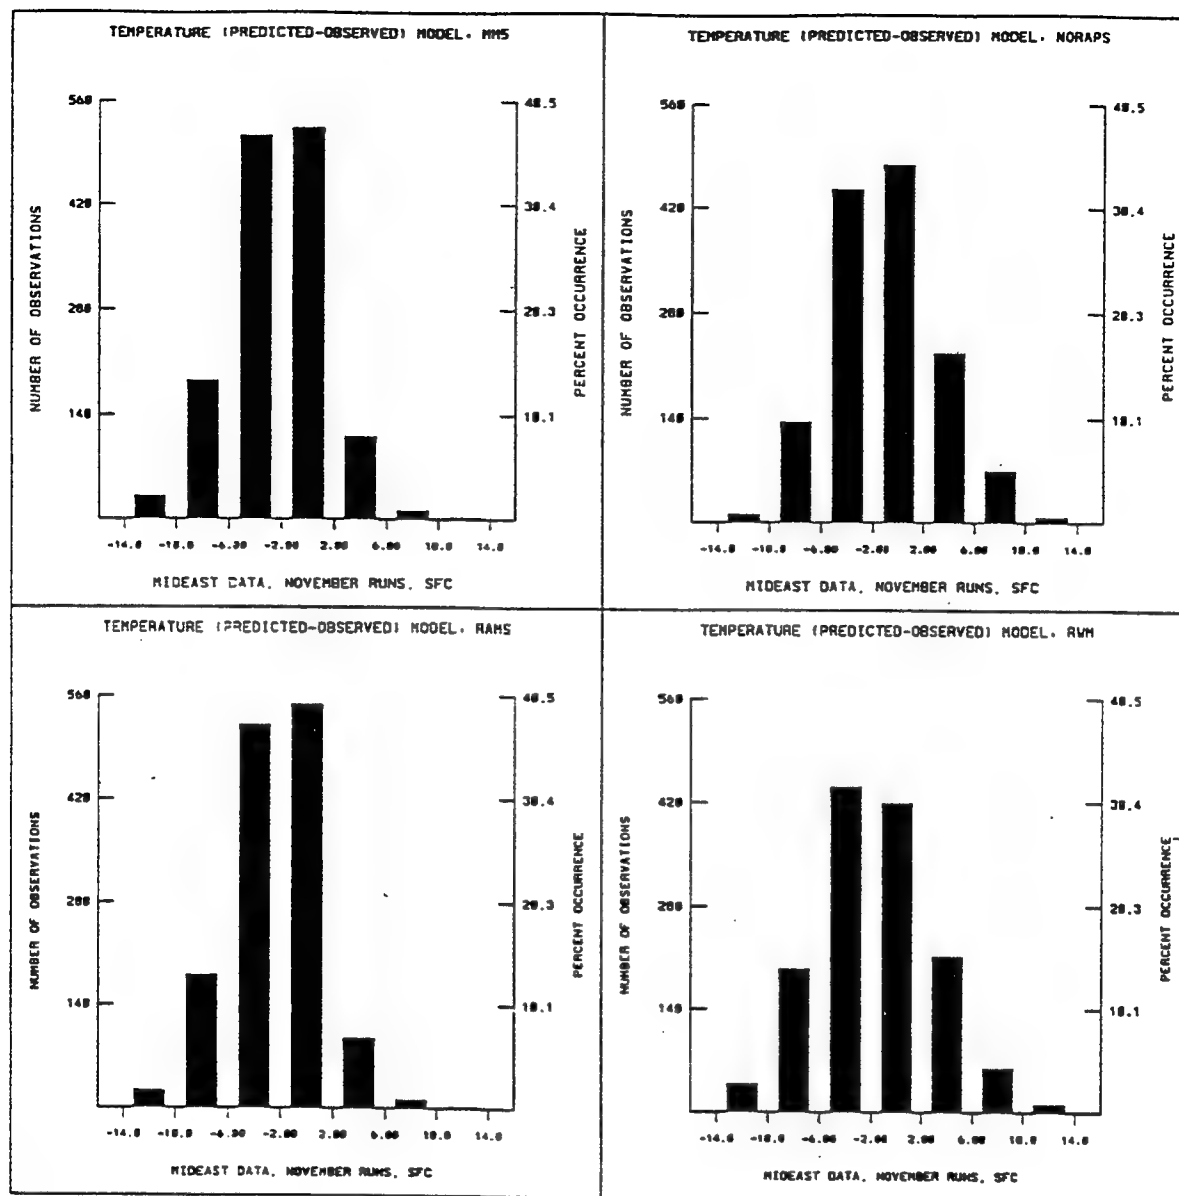 TEMPERATURE (PREDICTED-OBSERVED) MODEL. MM5
560
420
280
140
NUMBER OF OBSERVATIONS
40.5
30.4
20.3
10.1
PERCENT OCCURRENCE
-14.0 -10.0 -6.00 -2.00 2.00 6.00 10.0 14.0
MIDEAST DATA, NOVEMBER RUNS, SFC
TEMPERATURE (PREDICTED-OBSERVED) MODEL. NORAPS
560
420
280
140
NUMBER OF OBSERVATIONS
40.5
30.4
20.3
10.1
PERCENT OCCURRENCE
-14.0 -10.0 -6.00 -2.00 2.00 6.00 10.0 14.0
MIDEAST DATA, NOVEMBER RUNS, SFC
TEMPERATURE (PREDICTED-OBSERVED) MODEL. RAMS
560
420
280
140
NUMBER OF OBSERVATIONS
40.5
30.4
20.3
10.1
PERCENT OCCURRENCE
-14.0 -10.0 -6.00 -2.00 2.00 6.00 10.0 14.0
MIDEAST DATA, NOVEMBER RUNS, SFC
TEMPERATURE (PREDICTED-OBSERVED) MODEL. RWM
560
420
280
140
NUMBER OF OBSERVATIONS
40.5
30.4
20.3
10.1
PERCENT OCCURRENCE
-14.0 -10.0 -6.00 -2.00 2.00 6.00 10.0 14.0
MIDEAST DATA, NOVEMBER RUNS, SFC